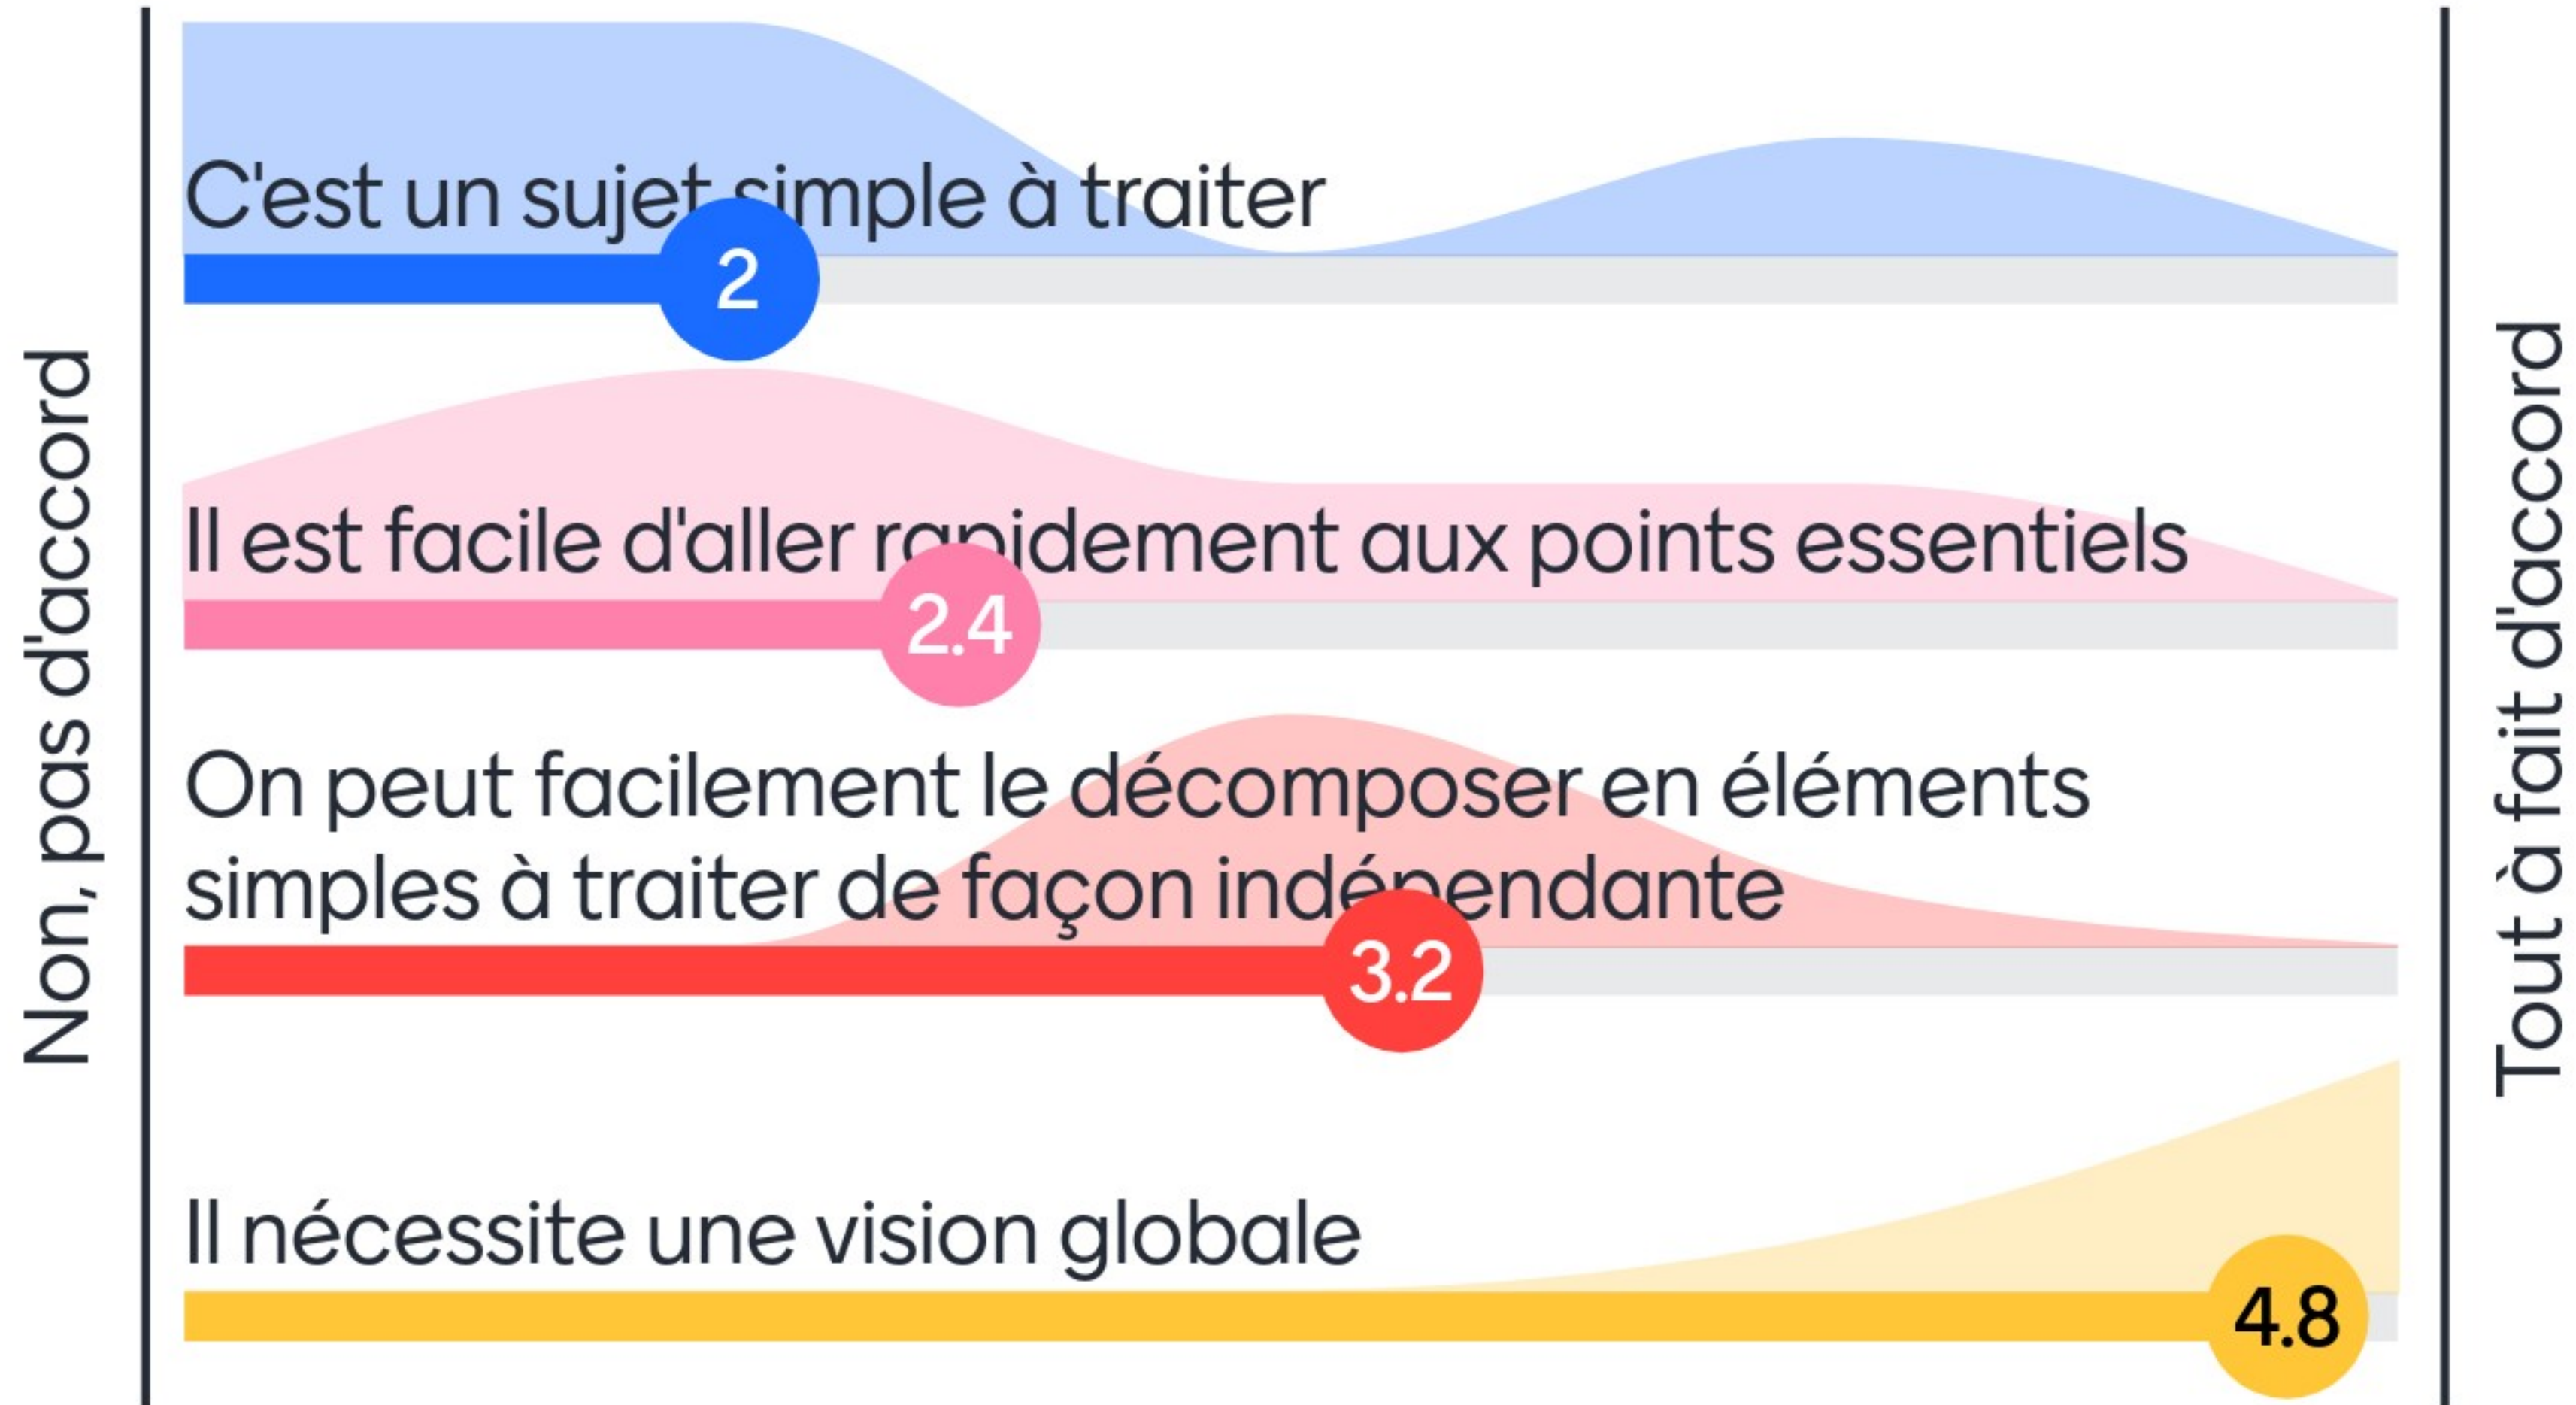 Non, pas d'accord
C'est un sujet simple à traiter
2
Il est facile d'aller rapidement aux points essentiels
2.4
On peut facilement le décomposer en éléments
simples à traiter de façon indépendante
3.2
Il nécessite une vision globale
4.8
Tout à fait d'accord